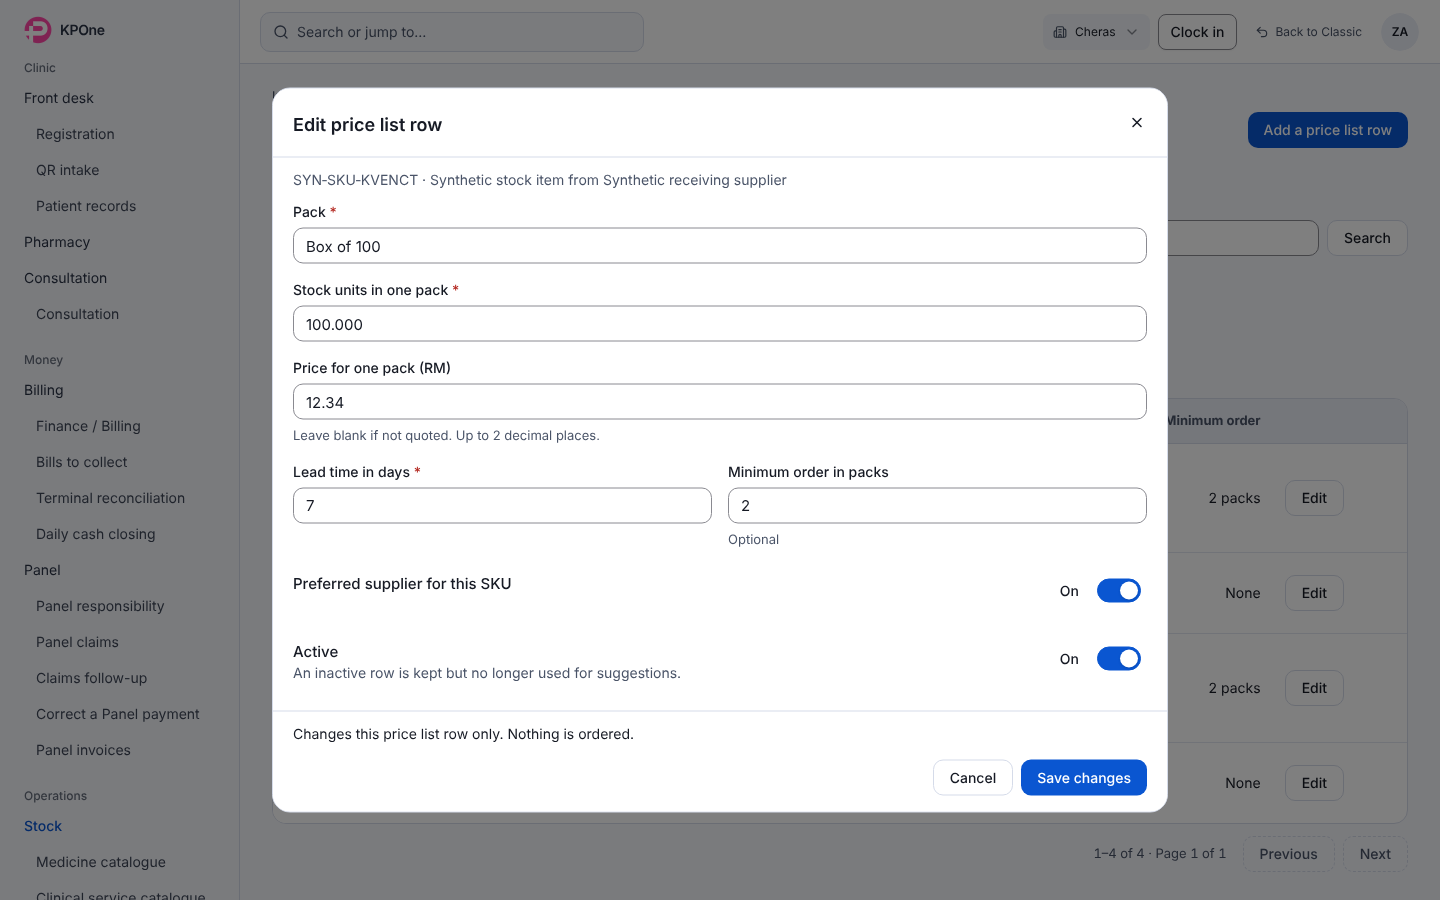 KPOne
Search or jump to...
Cheras
Clock in
Back to Classic
ZA
Clinic
Front desk
Registration
QR intake
Patient records
Pharmacy
Consultation
Consultation
Money
Billing
Finance / Billing
Bills to collect
Terminal reconciliation
Daily cash closing
Panel
Panel responsibility
Panel claims
Claims follow-up
Correct a Panel payment
Panel invoices
Operations
Stock
Medicine catalogue
Clinical service catalogue
Add a price list row
Search
Minimum order
2 packs Edit
None Edit
2 packs Edit
None Edit
1–4 of 4 · Page 1 of 1
Previous
Next
Edit price list row
SYN-SKU-KVENCT · Synthetic stock item from Synthetic receiving supplier
Pack *
Box of 100
Stock units in one pack *
100.000
Price for one pack (RM)
12.34
Leave blank if not quoted. Up to 2 decimal places.
Lead time in days *
7
Minimum order in packs
2
Optional
Preferred supplier for this SKU
On
Active
An inactive row is kept but no longer used for suggestions.
On
Changes this price list row only. Nothing is ordered.
Cancel
Save changes